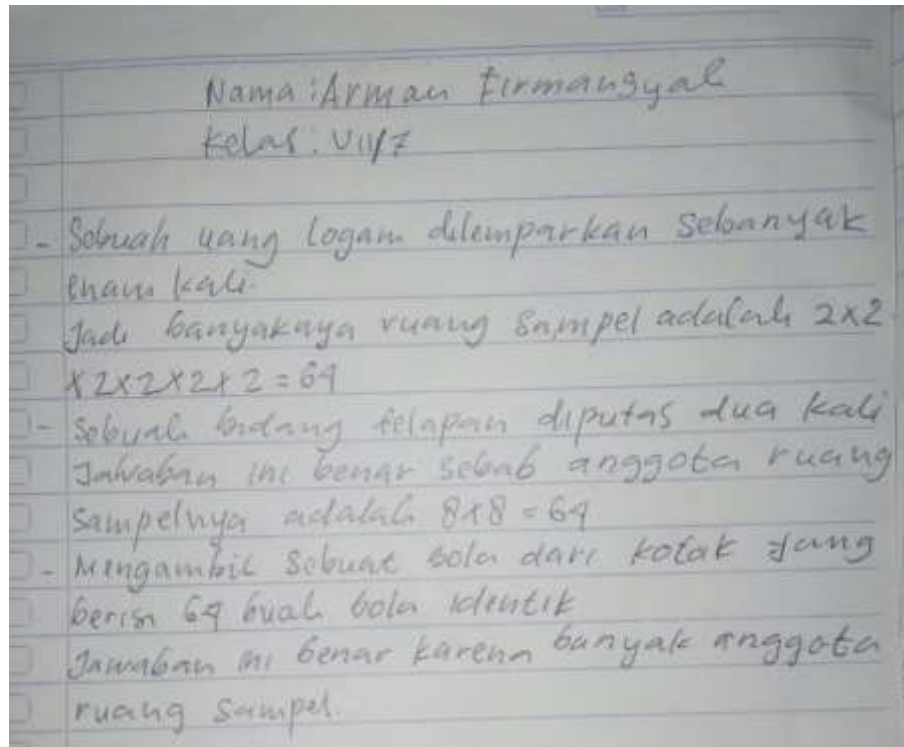 Nama : Arman Firmansyah
Kelas : VII/7
- Sebuah uang logam dilemparkan Sebanyak
enam kali.
Jadi banyaknya ruang Sampel adalah 2x2
x2x2x2x2 = 64
- Sebuah bidang delapan diputas dua kali
Jawaban ini benar sebab anggota ruang
Sampelnya adalah 8x8 = 64
- Mengambil Sebuat bola dari kotak yang
berisi 64 buah bola identik
Jawaban ini benar karena banyak anggota
ruang Sampel.